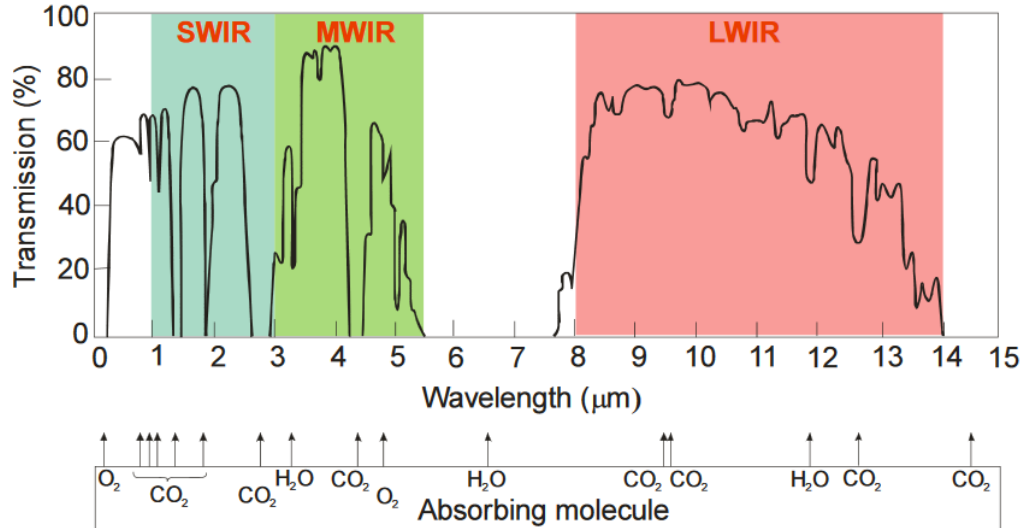 100
SWIR MWIR LWIR
80
60
40
20
0
Transmission (%)
0 1 2 3 4 5 6 7 8 9 10 11 12 13 14 15
Wavelength (μm)
O₂ CO₂ CO₂ H₂O CO₂ O₂ H₂O CO₂ CO₂ H₂O CO₂ CO₂
Absorbing molecule